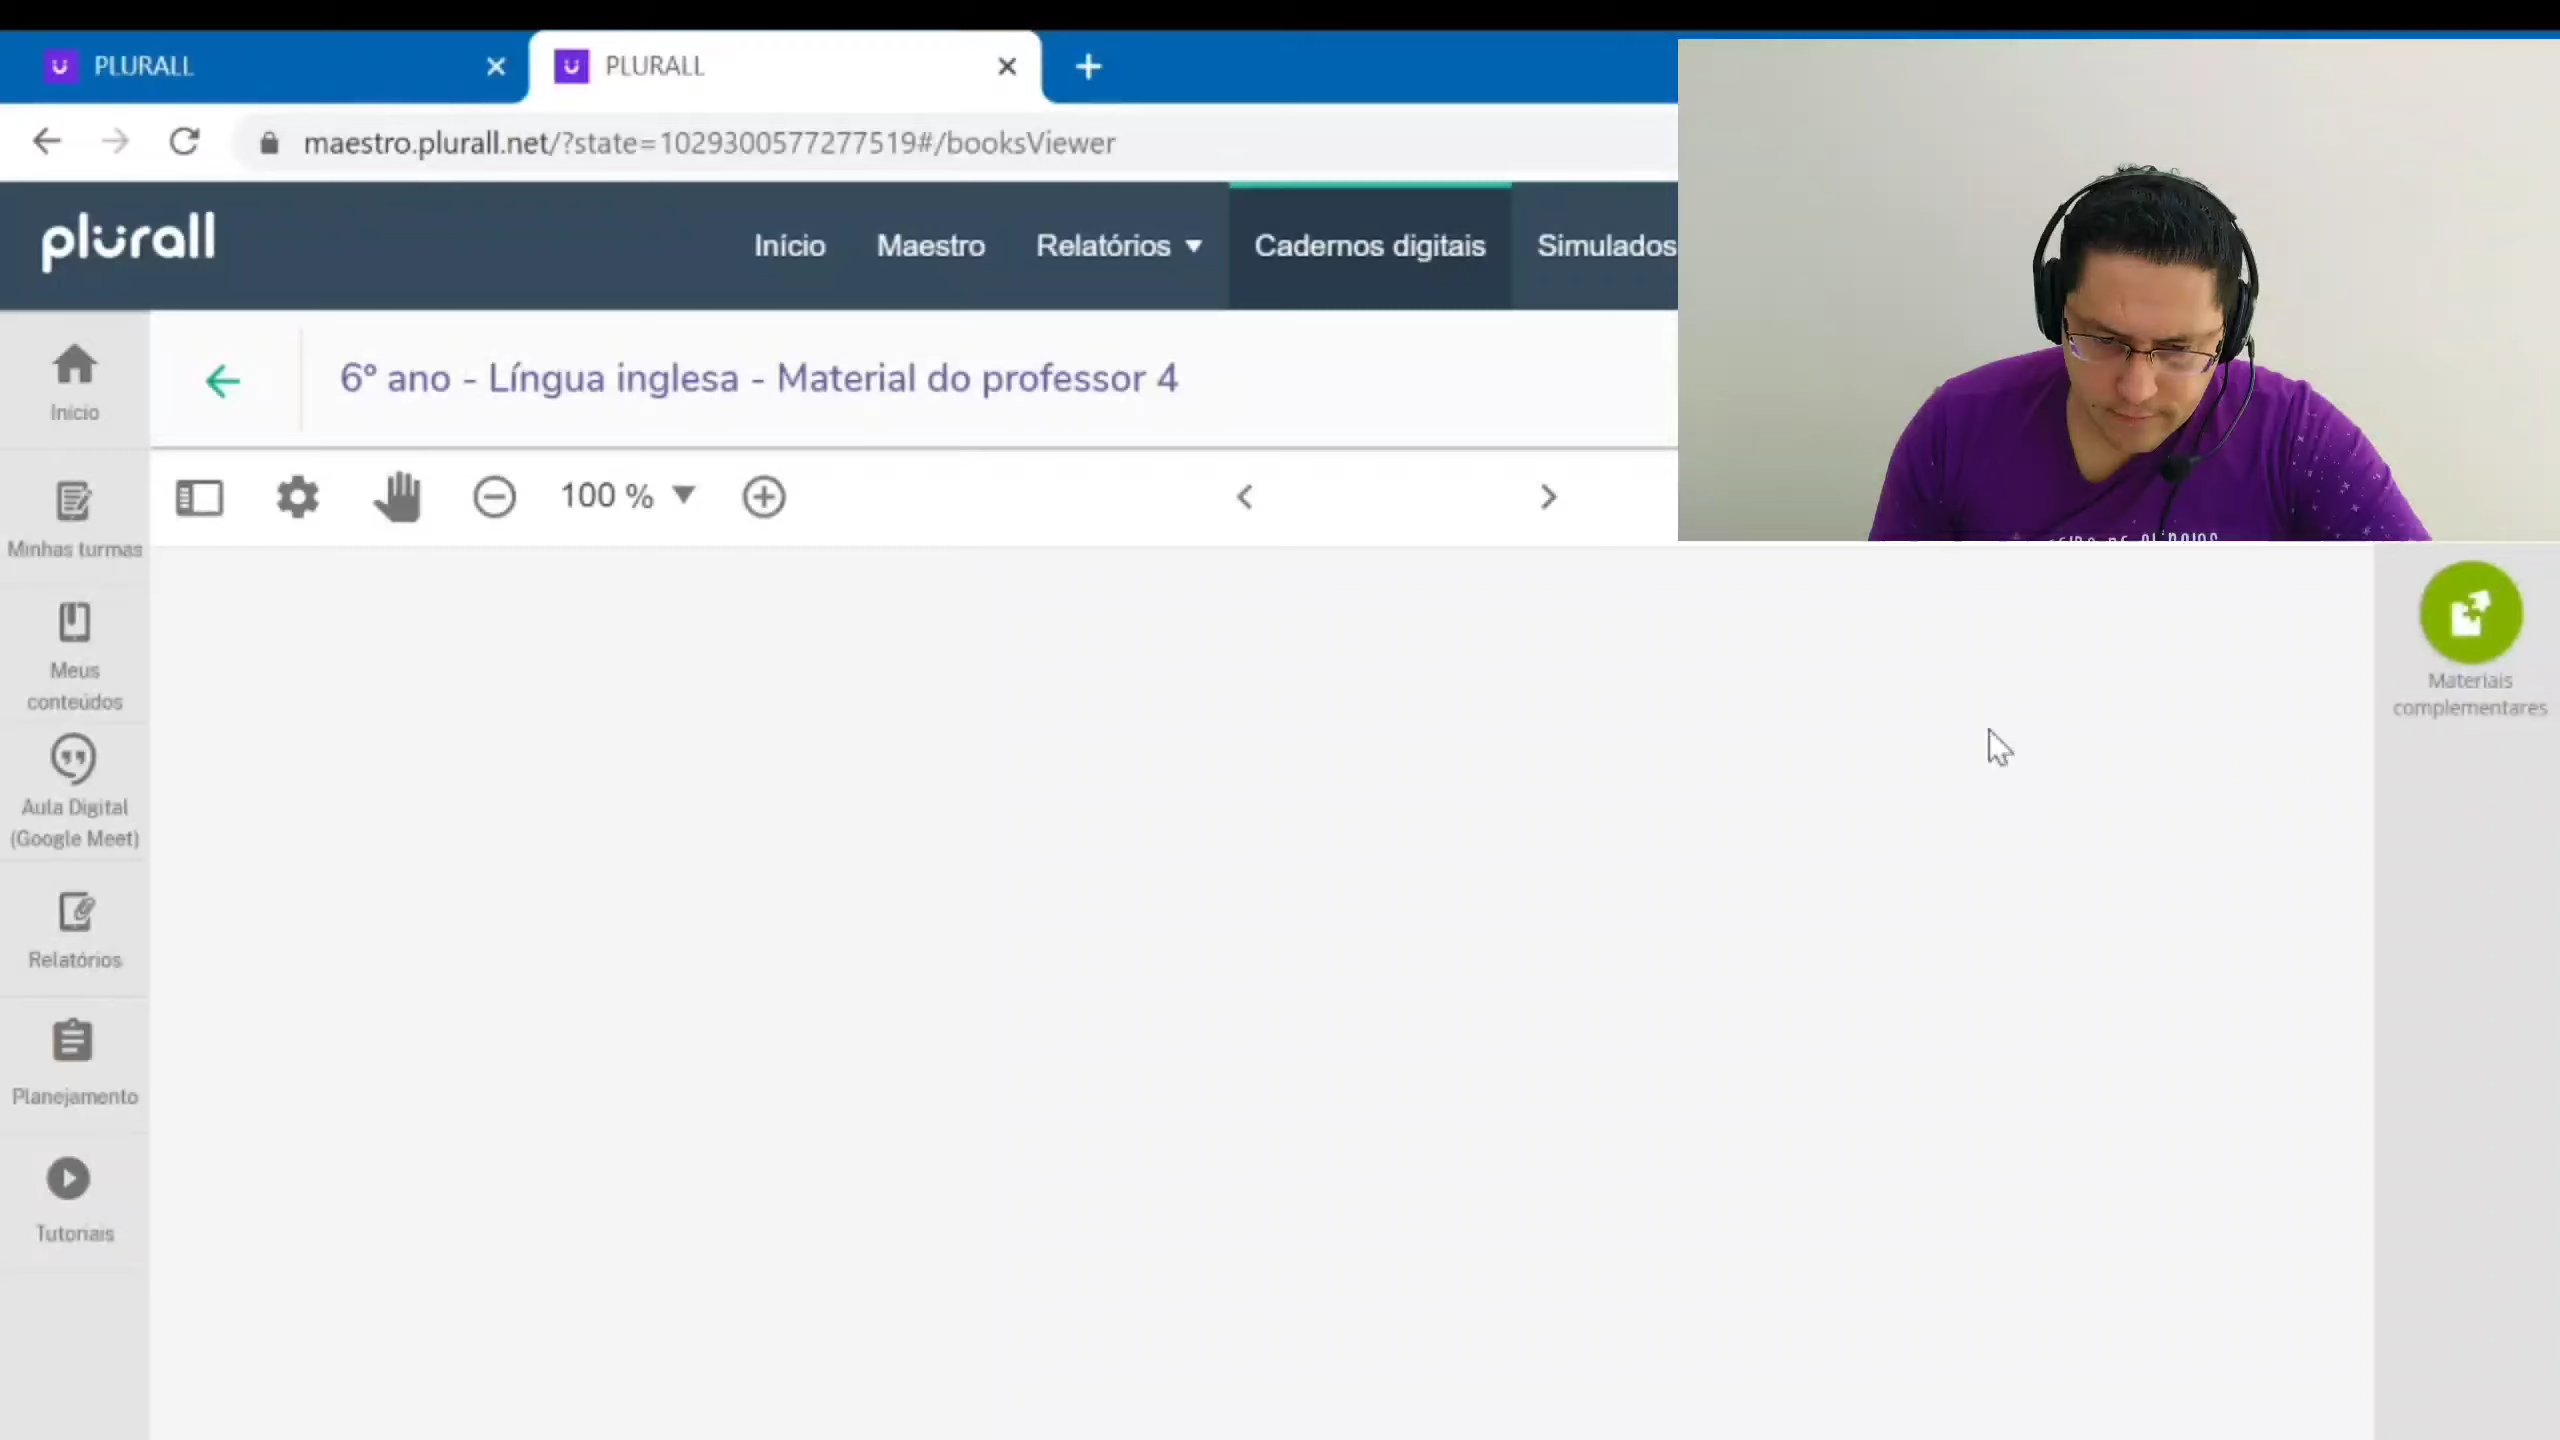 PLURALL
PLURALL
maestro.plurall.net/?state=1029300577277519#/booksViewer
plurall
Início
Maestro
Relatórios
Cadernos digitais
Simulados
Início
6º ano - Língua inglesa - Material do professor 4
100 %
Minhas turmas
Meus
conteúdos
Aula Digital
(Google Meet)
Relatórios
Planejamento
Tutoriais
Materiais
complementares